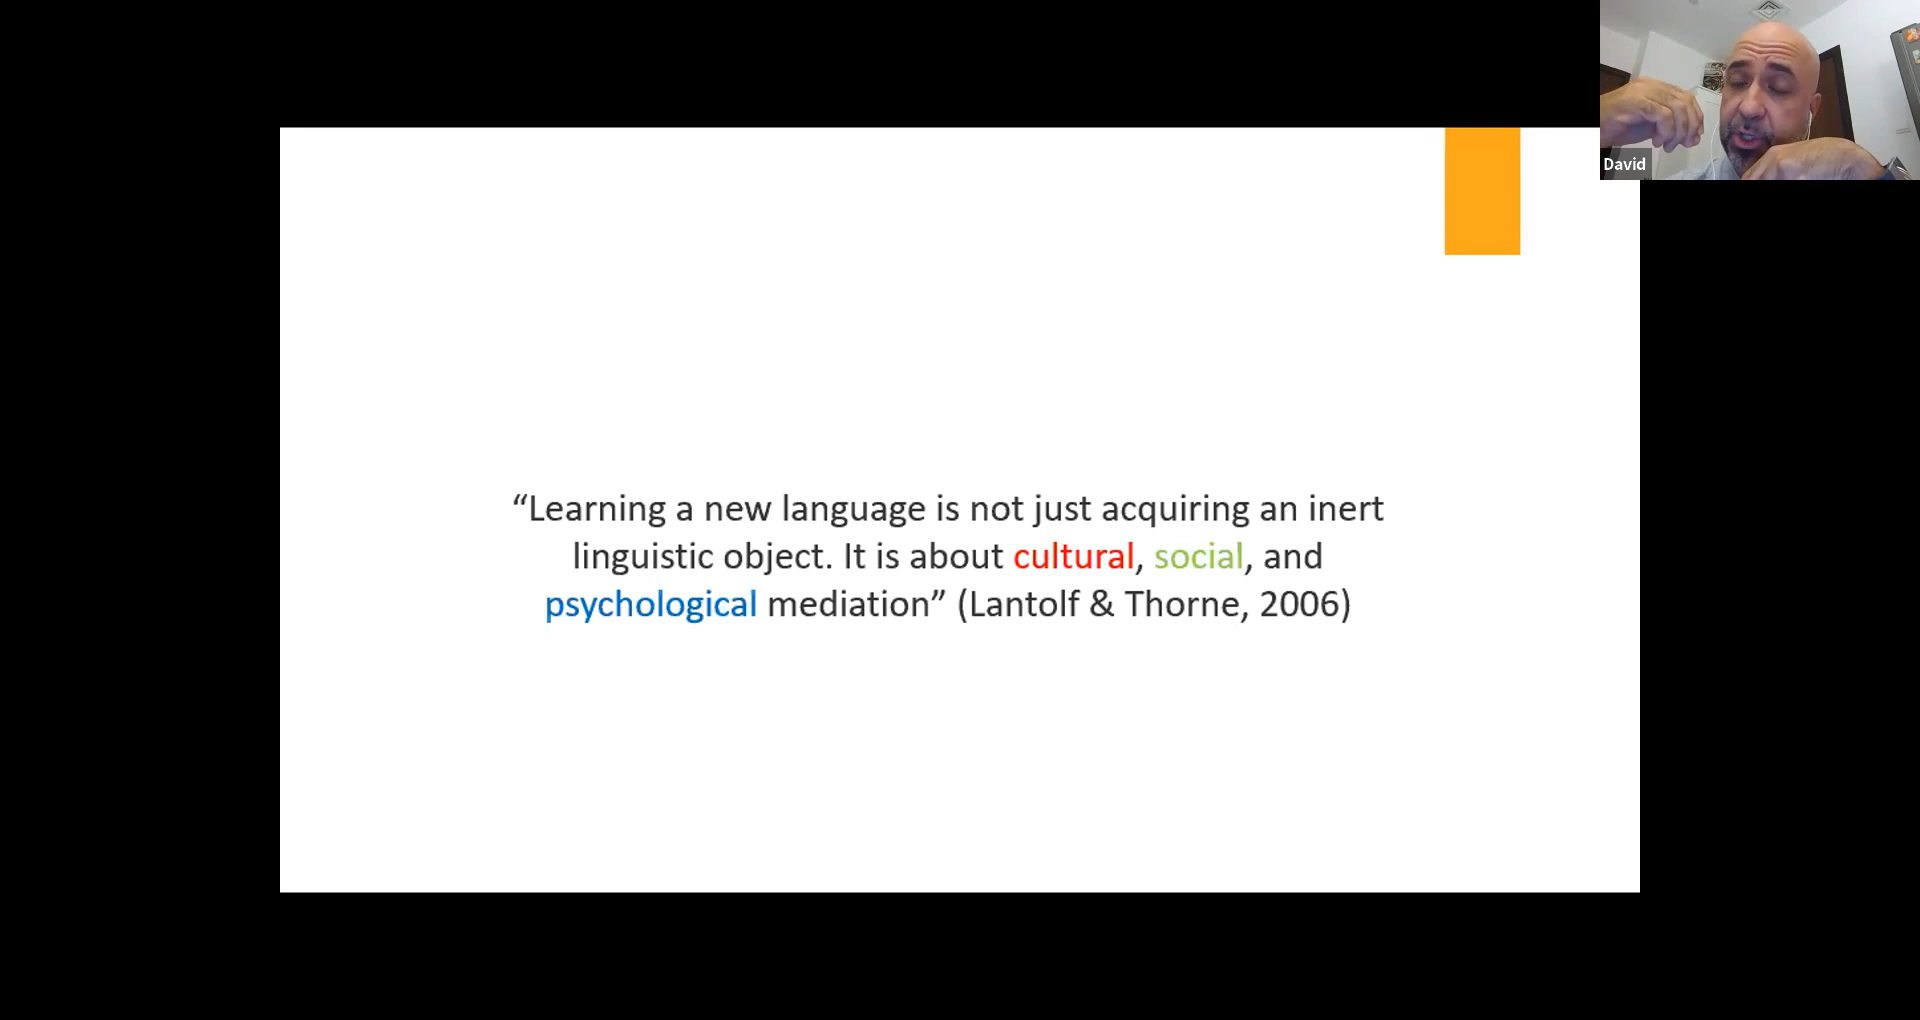 David
“Learning a new language is not just acquiring an inert
linguistic object. It is about cultural, social, and
psychological mediation” (Lantolf & Thorne, 2006)